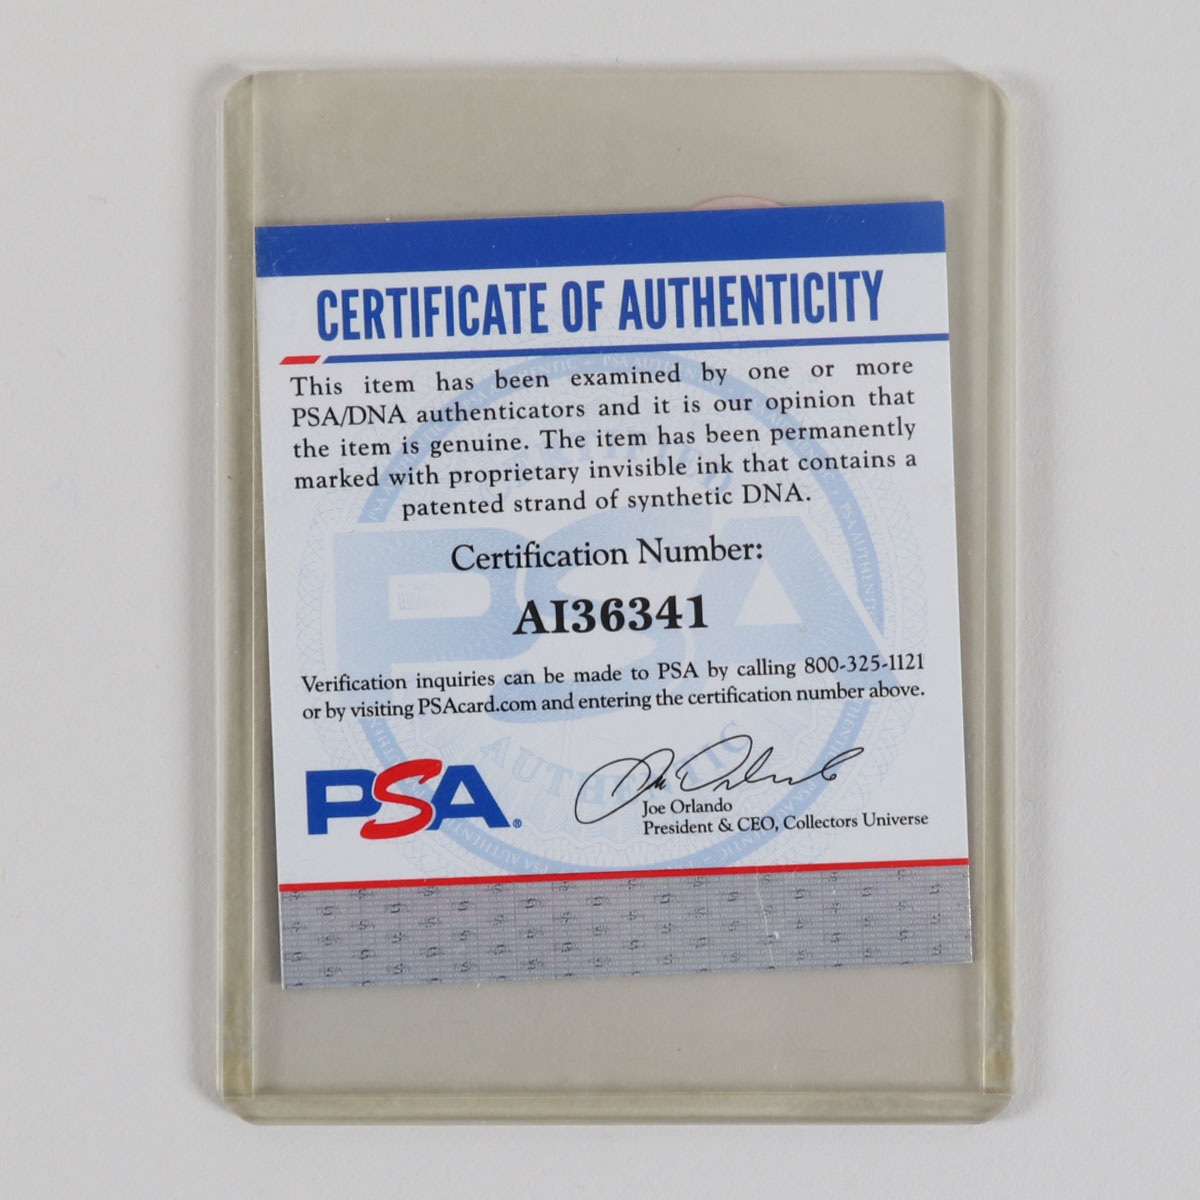 CERTIFICATE OF AUTHENTICITY
This item has been examined by one or more
PSA/DNA authenticators and it is our opinion that
the item is genuine. The item has been permanently
marked with proprietary invisible ink that contains a
patented strand of synthetic DNA.
Certification Number:
AI36341
Verification inquiries can be made to PSA by calling 800-325-1121
or by visiting PSAcard.com and entering the certification number above.
PSA®
Joe Orlando
President & CEO, Collectors Universe
PSA
AUTHENTIC